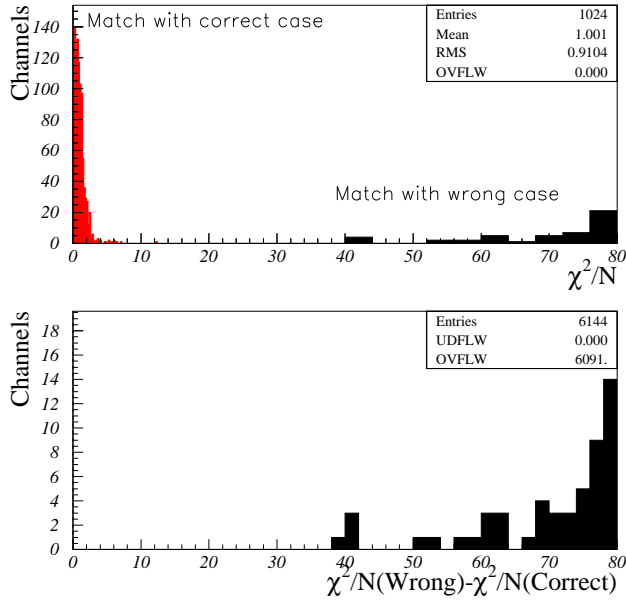 Match with correct case
Entries 1024
Mean 1.001
RMS 0.9104
OVFLW 0.000
Channels
140
120
100
80
60
40
20
0
Match with wrong case
0 10 20 30 40 50 60 70 80
χ²/N
Entries 6144
UDFLW 0.000
OVFLW 6091.
Channels
18
16
14
12
10
8
6
4
2
0
0 10 20 30 40 50 60 70 80
χ²/N(Wrong)-χ²/N(Correct)